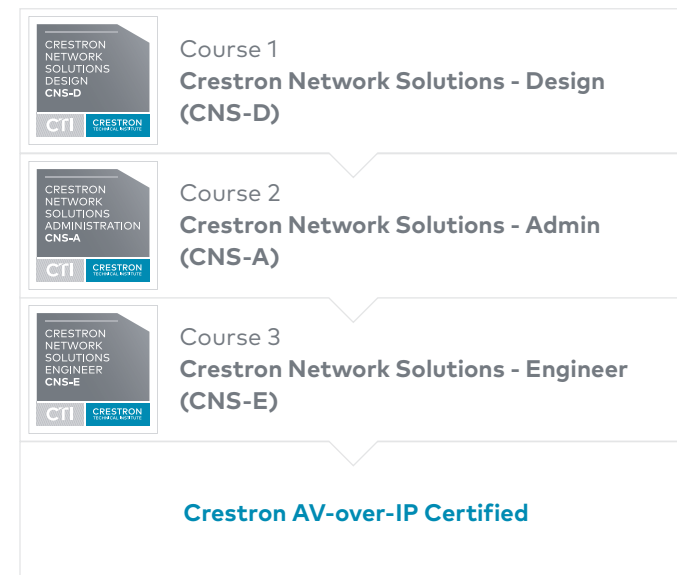 CRESTRON
NETWORK
SOLUTIONS
DESIGN
CNS-D
CTI
CRESTRON
TECHNICAL INSTITUTE
Course 1
Crestron Network Solutions - Design
(CNS-D)
CRESTRON
NETWORK
SOLUTIONS
ADMINISTRATION
CNS-A
CTI
CRESTRON
TECHNICAL INSTITUTE
Course 2
Crestron Network Solutions - Admin
(CNS-A)
CRESTRON
NETWORK
SOLUTIONS
ENGINEER
CNS-E
CTI
CRESTRON
TECHNICAL INSTITUTE
Course 3
Crestron Network Solutions - Engineer
(CNS-E)
Crestron AV-over-IP Certified